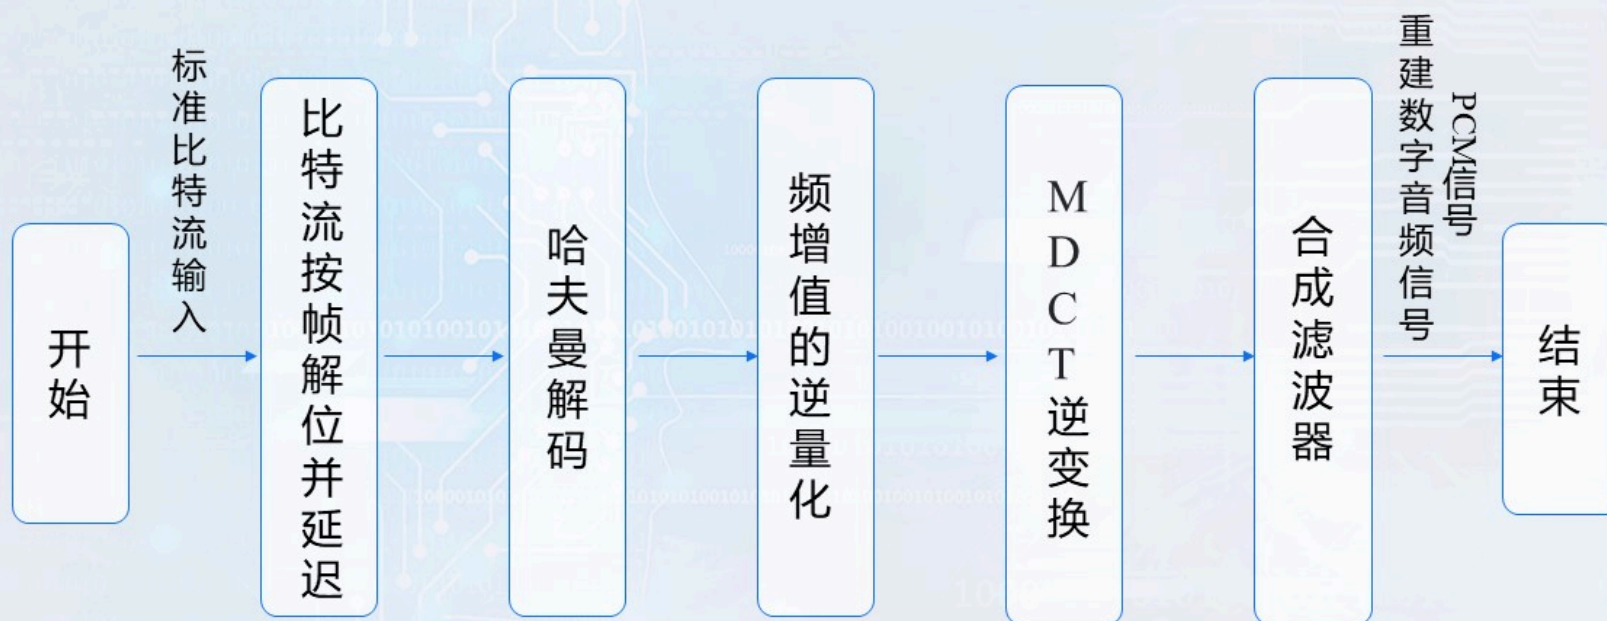 开始
标准比特流输入
比特流按帧解位并延迟
哈夫曼解码
频增值的逆量化
MDCT逆变换
合成滤波器
重建数字音频信号
PCM信号
结束